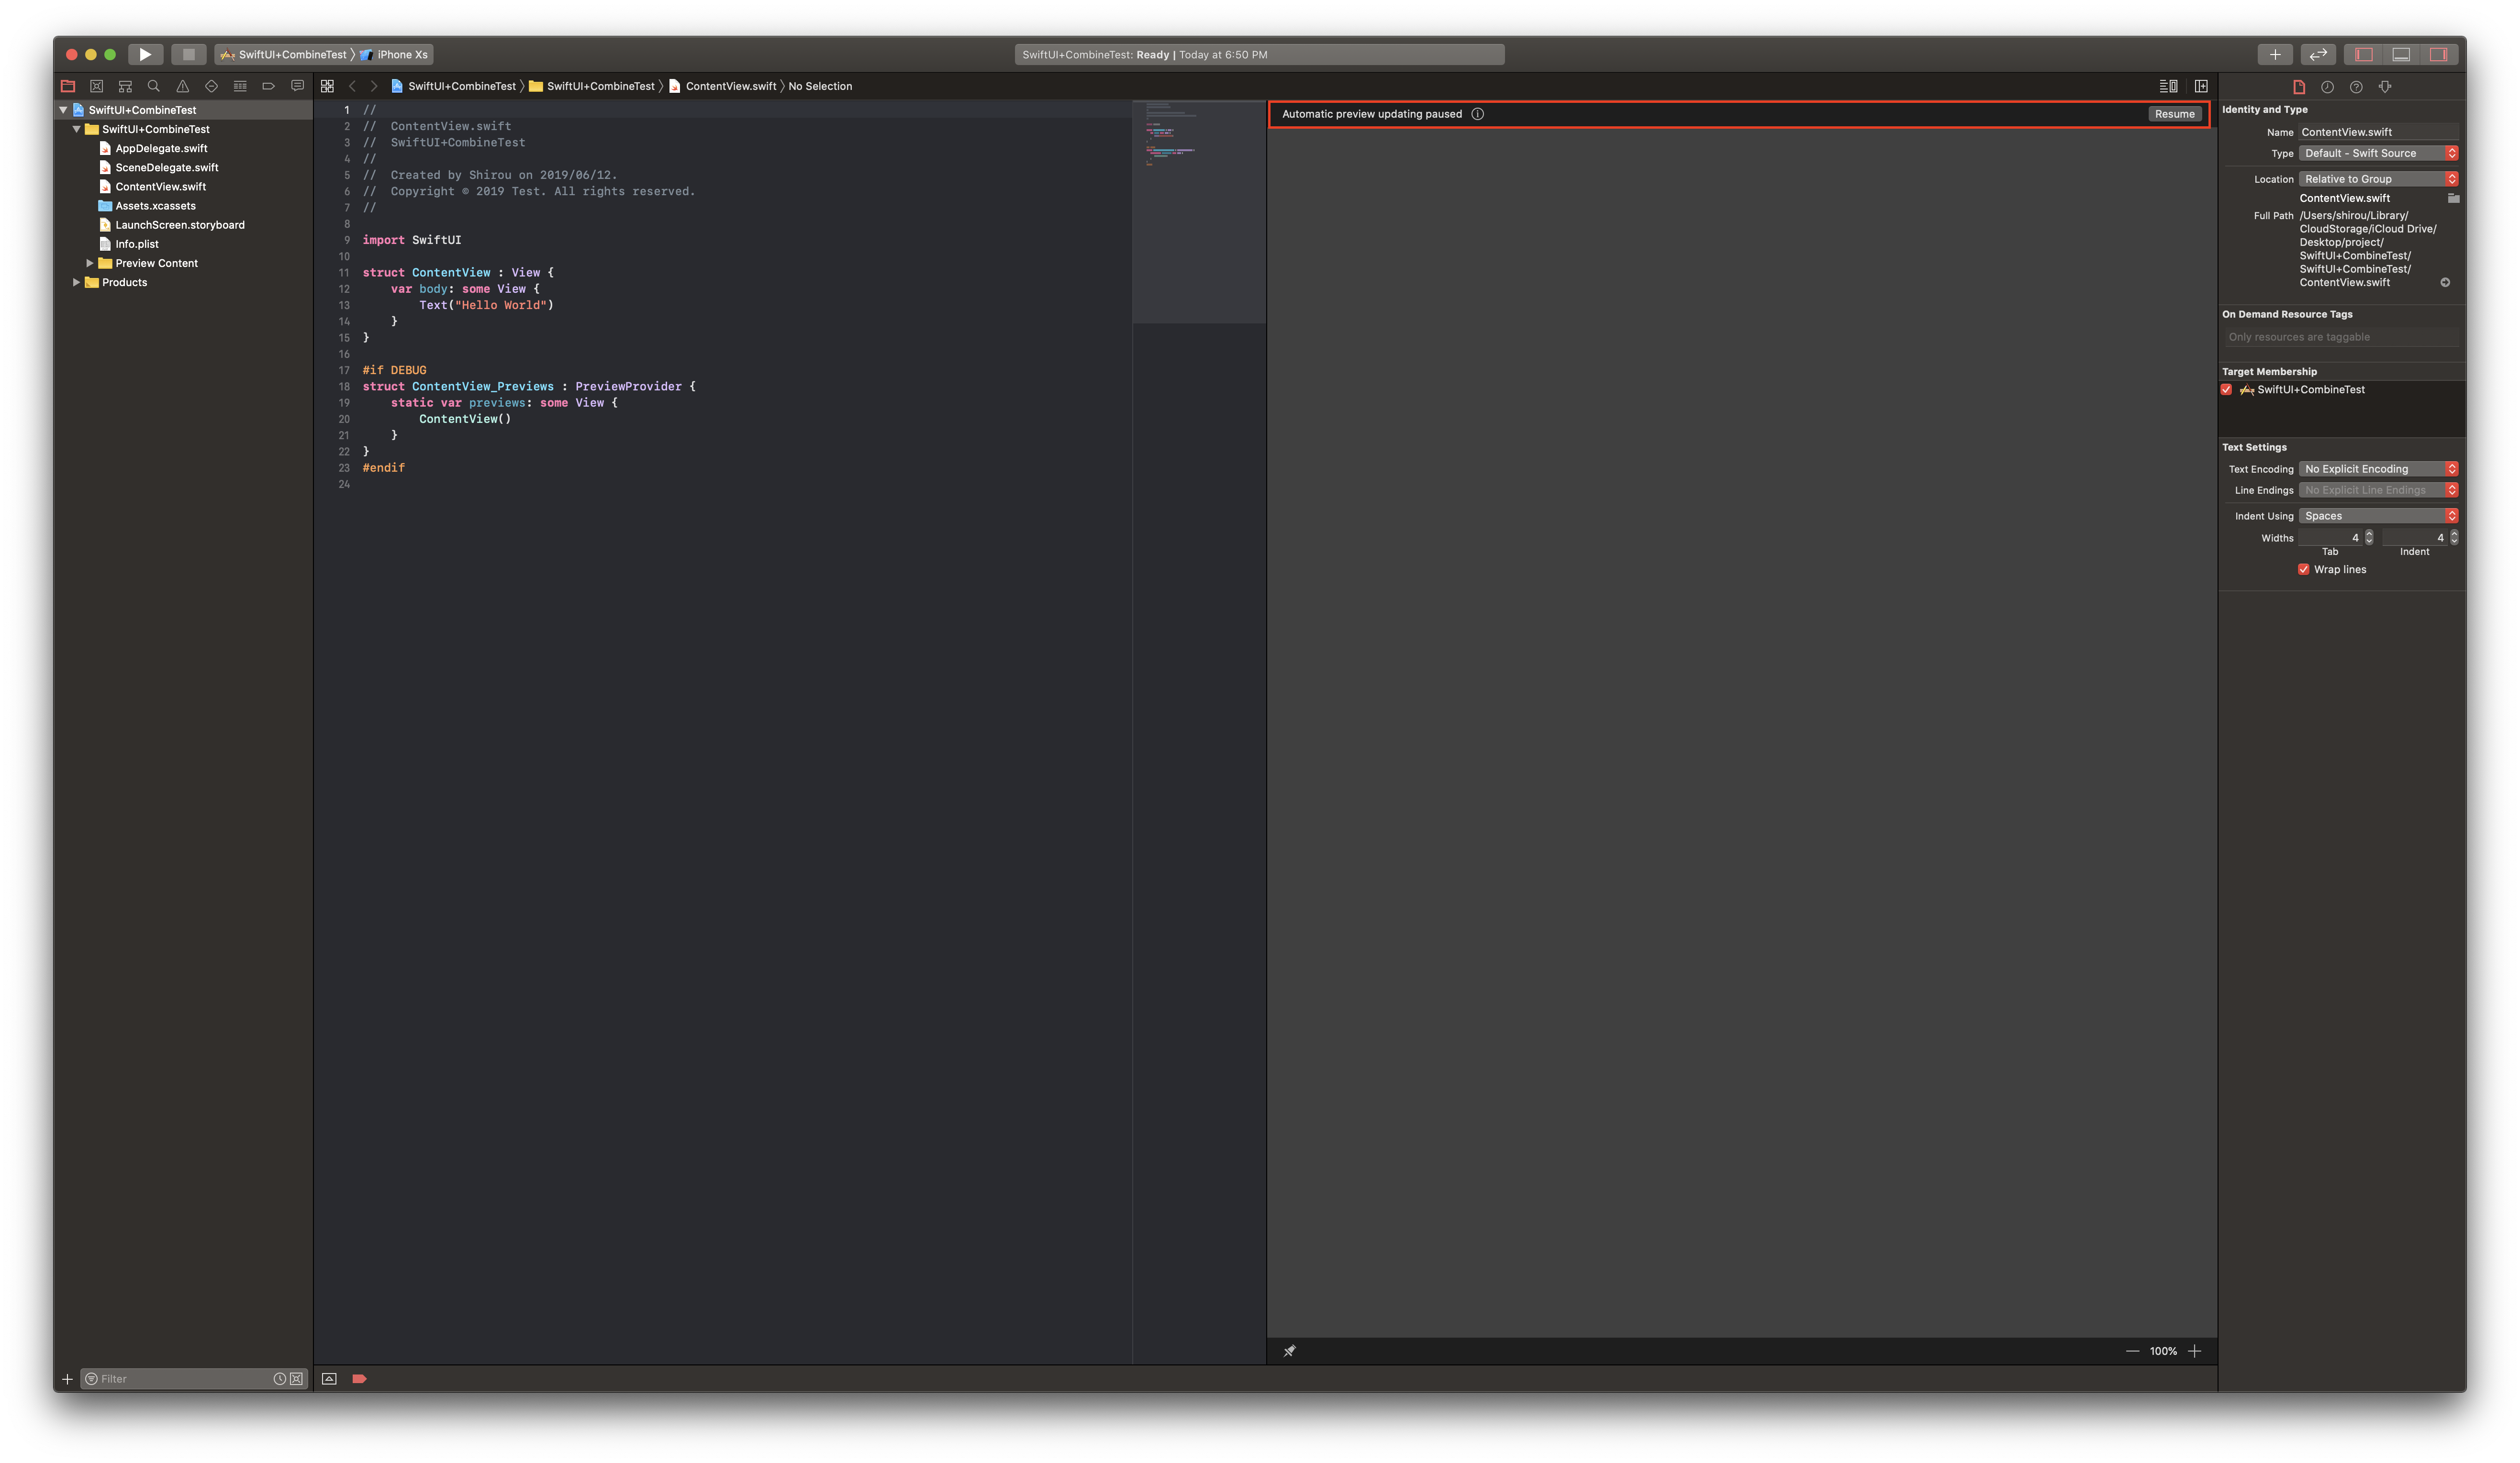 SwiftUI+CombineTest 〉 iPhone Xs
SwiftUI+CombineTest: Ready | Today at 6:50 PM
SwiftUI+CombineTest
SwiftUI+CombineTest
AppDelegate.swift
SceneDelegate.swift
ContentView.swift
Assets.xcassets
LaunchScreen.storyboard
Info.plist
Preview Content
Products
Filter
SwiftUI+CombineTest 〉 SwiftUI+CombineTest 〉 ContentView.swift 〉 No Selection
1 //
2 //  ContentView.swift
3 //  SwiftUI+CombineTest
4 //
5 //  Created by Shirou on 2019/06/12.
6 //  Copyright © 2019 Test. All rights reserved.
7 //
8
9 import SwiftUI
10
11 struct ContentView : View {
12     var body: some View {
13         Text("Hello World")
14     }
15 }
16
17 #if DEBUG
18 struct ContentView_Previews : PreviewProvider {
19     static var previews: some View {
20         ContentView()
21     }
22 }
23 #endif
24
Automatic preview updating paused Resume
100%
Identity and Type
Name ContentView.swift
Type Default - Swift Source
Location Relative to Group
ContentView.swift
Full Path /Users/shirou/Library/
CloudStorage/iCloud Drive/
Desktop/project/
SwiftUI+CombineTest/
SwiftUI+CombineTest/
ContentView.swift
On Demand Resource Tags
Only resources are taggable
Target Membership
SwiftUI+CombineTest
Text Settings
Text Encoding No Explicit Encoding
Line Endings No Explicit Line Endings
Indent Using Spaces
Widths 4 4
Tab Indent
Wrap lines